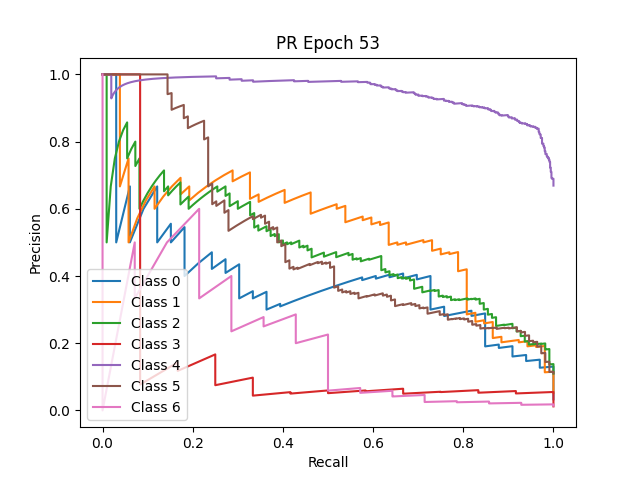 PR Epoch 53
Precision
1.0
0.8
0.6
0.4
0.2
0.0
Class 0
Class 1
Class 2
Class 3
Class 4
Class 5
Class 6
0.0 0.2 0.4 0.6 0.8 1.0
Recall